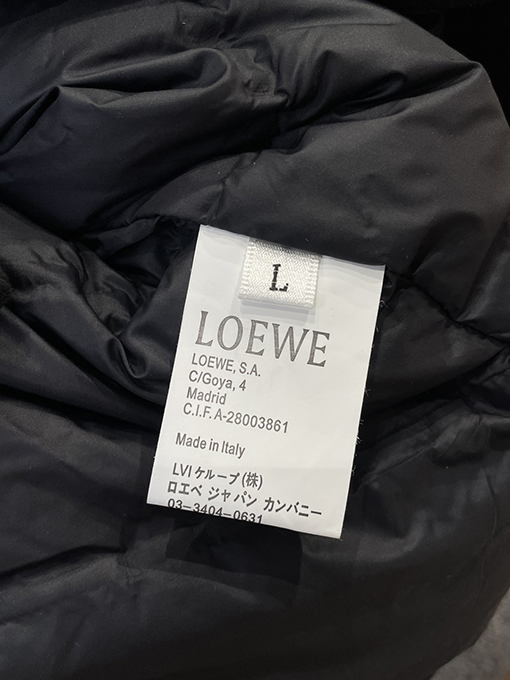 L
LOEWE
LOEWE, S.A.
C/Goya, 4
Madrid
C.I.F. A-28003861
Made in Italy
LVI ケループ (株)
ロエベ ジャパン カンバニー
03-3404-0631